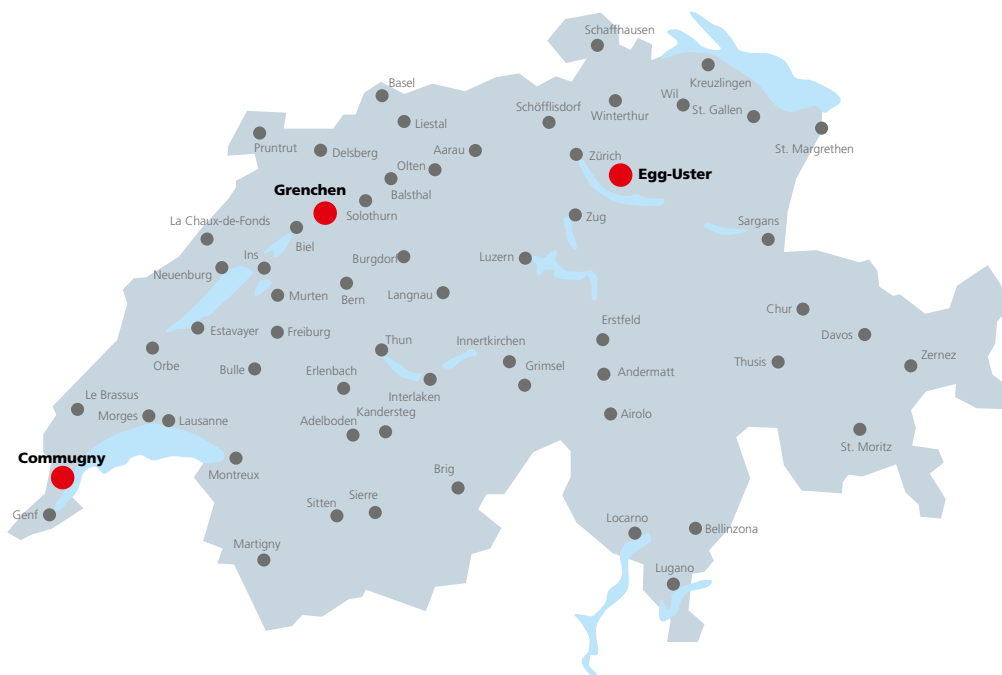 Schaffhausen
Kreuzlingen
Basel
Wil
Winterthur
St. Gallen
Schöfflisdorf
Liestal
St. Margrethen
Pruntrut
Delsberg
Aarau
Olten
Zürich
Balsthal
Egg-Uster
Grenchen
Solothurn
La Chaux-de-Fonds
Biel
Zug
Sargans
Ins
Burgdorf
Luzern
Neuenburg
Murten
Bern
Langnau
Chur
Erstfeld
Estavayer
Freiburg
Thun
Innertkirchen
Davos
Orbe
Bulle
Erlenbach
Interlaken
Grimsel
Andermatt
Thusis
Zernez
Le Brassus
Morges
Lausanne
Kandersteg
Adelboden
Airolo
St. Moritz
Commugny
Montreux
Brig
Genf
Sitten
Sierre
Locarno
Bellinzona
Martigny
Lugano